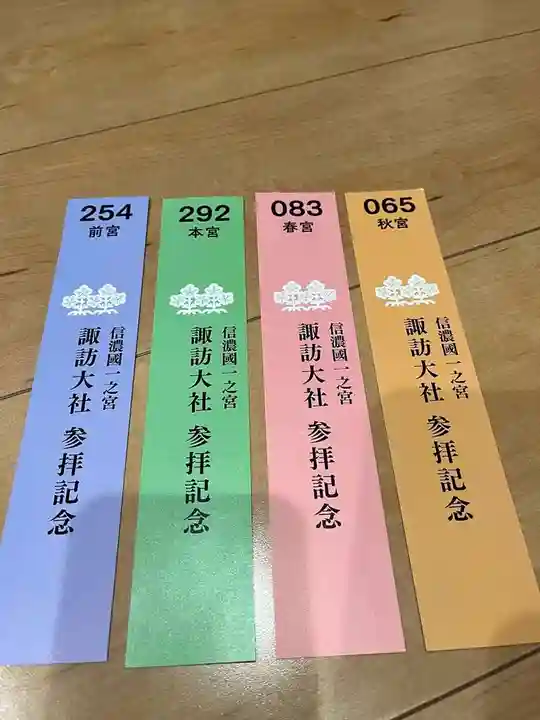 254
前宮
信濃國一之宮
諏訪大社 参拝記念
292
本宮
信濃國一之宮
諏訪大社 参拝記念
083
春宮
信濃國一之宮
諏訪大社 参拝記念
065
秋宮
信濃國一之宮
諏訪大社 参拝記念